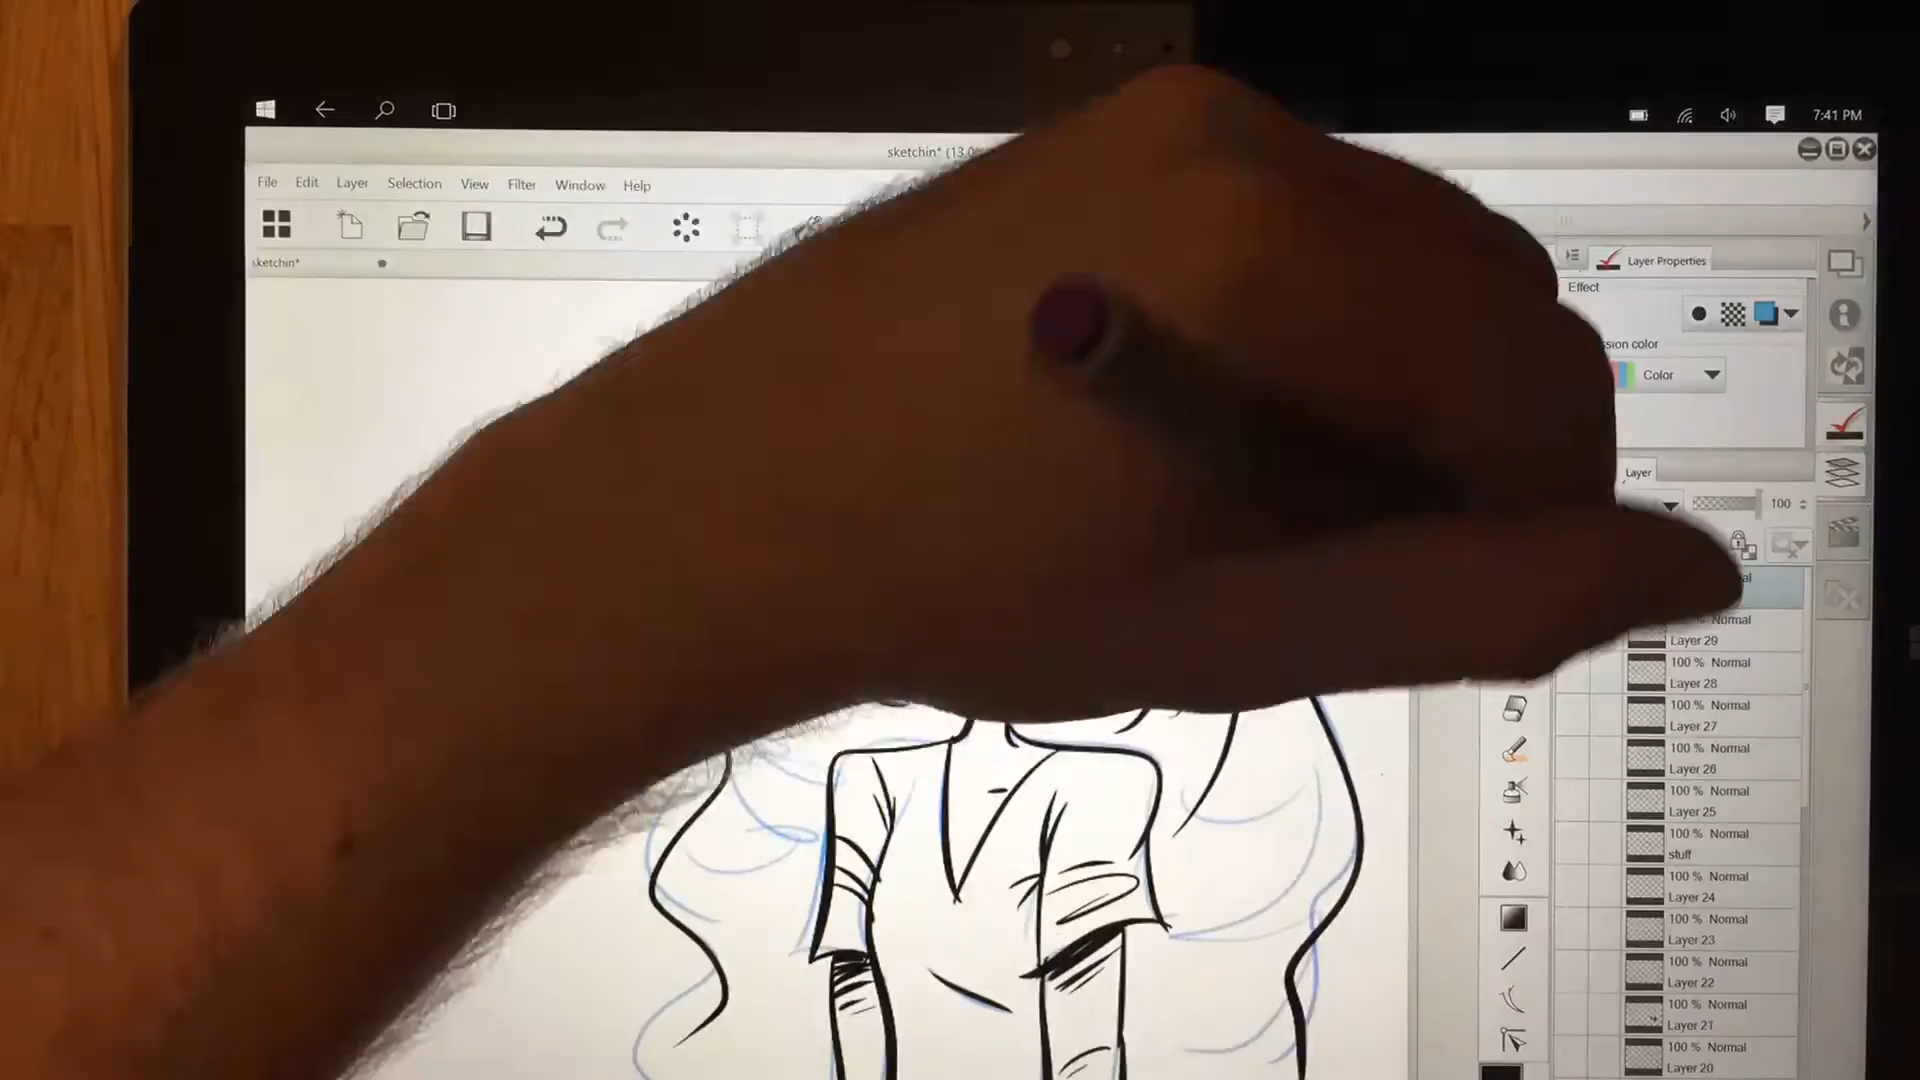 7:41 PM
sketchin* (13.0%
File Edit Layer Selection View Filter Window Help
sketchin*
Layer Properties
Effect
ssion color
Color
Layer
100
al
% Normal
Layer 29
100 % Normal
Layer 28
100 % Normal
Layer 27
100 % Normal
Layer 26
100 % Normal
Layer 25
100 % Normal
stuff
100 % Normal
Layer 24
100 % Normal
Layer 23
100 % Normal
Layer 22
100 % Normal
Layer 21
100 % Normal
Layer 20